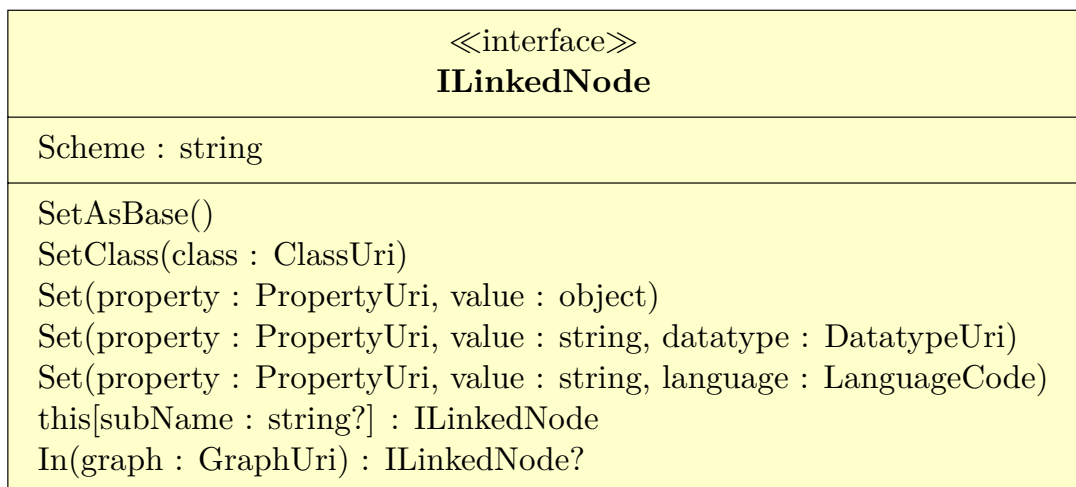 ≪interface≫
ILinkedNode
Scheme : string
SetAsBase()
SetClass(class : ClassUri)
Set(property : PropertyUri, value : object)
Set(property : PropertyUri, value : string, datatype : DatatypeUri)
Set(property : PropertyUri, value : string, language : LanguageCode)
this[subName : string?] : ILinkedNode
In(graph : GraphUri) : ILinkedNode?